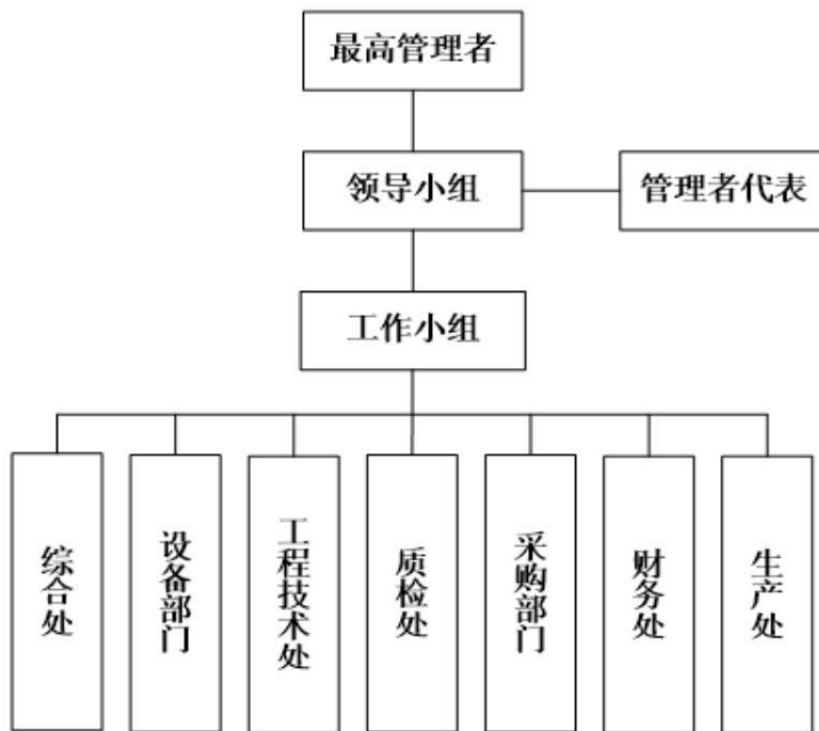 最高管理者
领导小组
管理者代表
工作小组
综合处
设备部门
工程技术处
质检处
采购部门
财务处
生产处